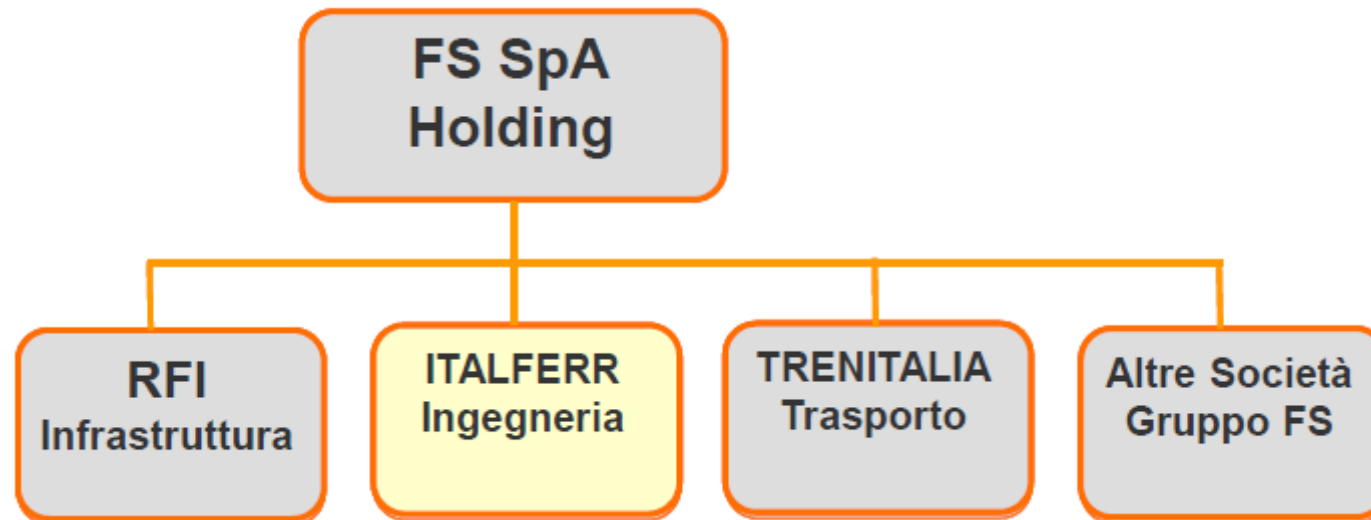 FS SpA
Holding
RFI
Infrastruttura
ITALFERR
Ingegneria
TRENITALIA
Trasporto
Altre Società
Gruppo FS